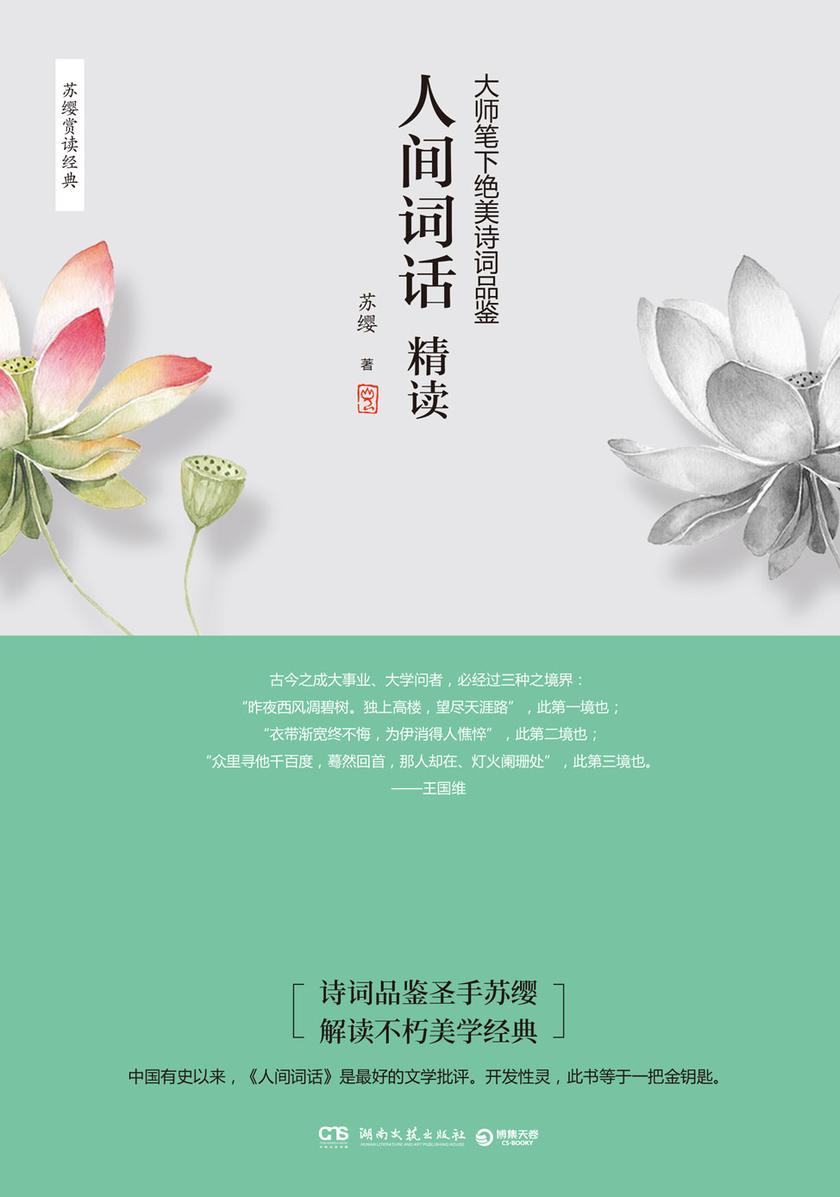 苏缨赏读经典
大师笔下绝美诗词品鉴
人间词话 精读
苏缨 著
古今之成大事业、大学问者，必经过三种之境界：
“昨夜西风凋碧树。独上高楼，望尽天涯路”，此第一境也；
“衣带渐宽终不悔，为伊消得人憔悴”，此第二境也；
“众里寻他千百度，蓦然回首，那人却在、灯火阑珊处”，此第三境也。
——王国维
诗词品鉴圣手苏缨
解读不朽美学经典
中国有史以来，《人间词话》是最好的文学批评。开发性灵，此书等于一把金钥匙。
湖南文艺出版社
HUNAN LITERATURE AND ART PUBLISHING HOUSE
博集天卷
CS-BOOKY